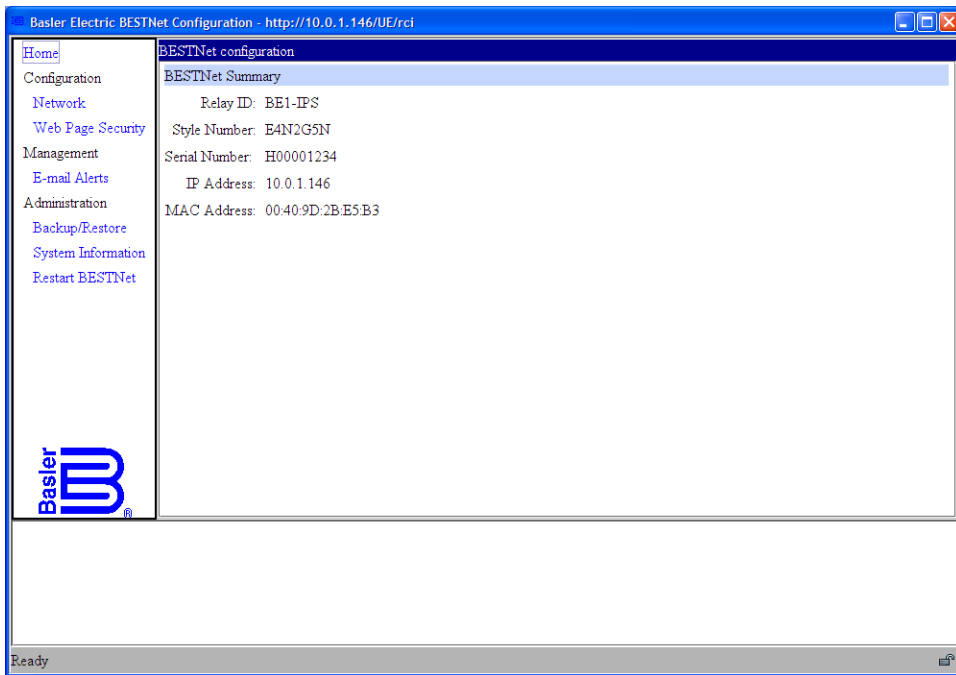 Basler Electric BESTNet Configuration - http://10.0.1.146/UE/rci
Home
Configuration
Network
Web Page Security
Management
E-mail Alerts
Administration
Backup/Restore
System Information
Restart BESTNet
Basler
®
BESTNet configuration
BESTNet Summary
Relay ID: BE1-IPS
Style Number: E4N2G5N
Serial Number: H00001234
IP Address: 10.0.1.146
MAC Address: 00:40:9D:2B:E5:B3
Ready